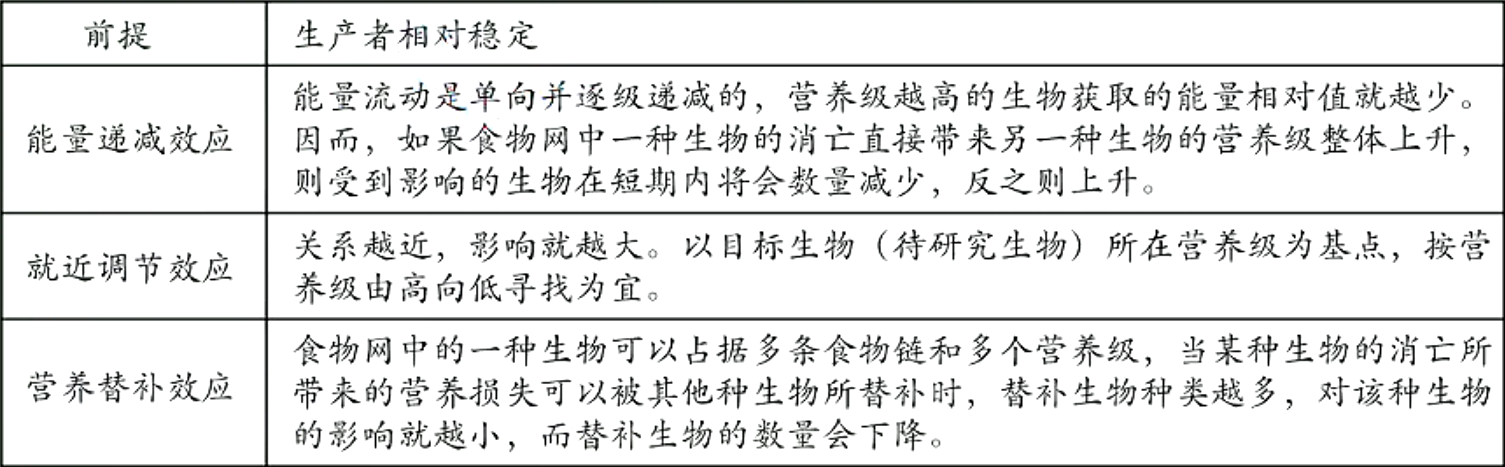 前提
生产者相对稳定
能量递减效应
能量流动是单向并逐级递减的，营养级越高的生物获取的能量相对值就越少。
因而，如果食物网中一种生物的消亡直接带来另一种生物的营养级整体上升，
则受到影响的生物在短期内将会数量减少，反之则上升。
就近调节效应
关系越近，影响就越大。以目标生物（待研究生物）所在营养级为基点，按营
养级由高向低寻找为宜。
营养替补效应
食物网中的一种生物可以占据多条食物链和多个营养级，当某种生物的消亡所
带来的营养损失可以被其他种生物所替补时，替补生物种类越多，对该种生物
的影响就越小，而替补生物的数量会下降。